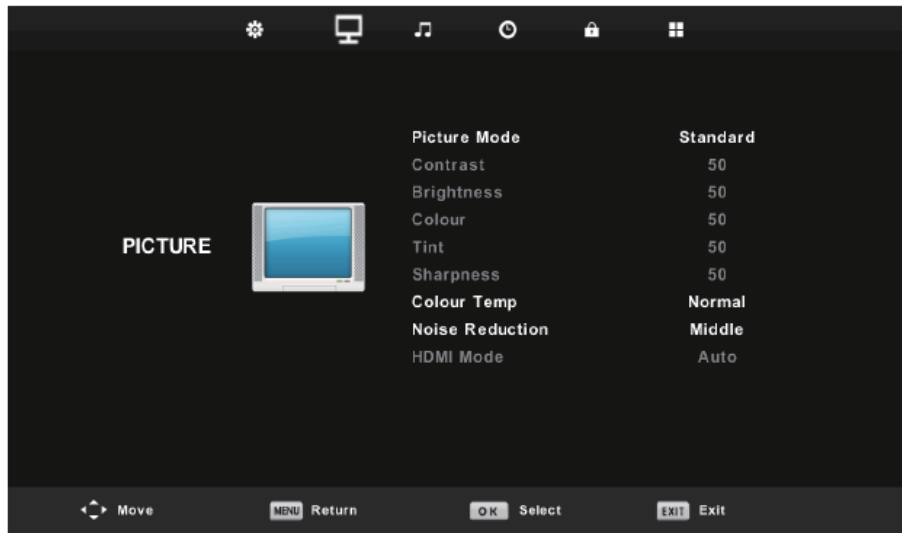 Picture Mode Standard
Contrast 50
Brightness 50
Colour 50
PICTURE
Tint 50
Sharpness 50
Colour Temp Normal
Noise Reduction Middle
HDMI Mode Auto
Move MENU Return OK Select EXIT Exit